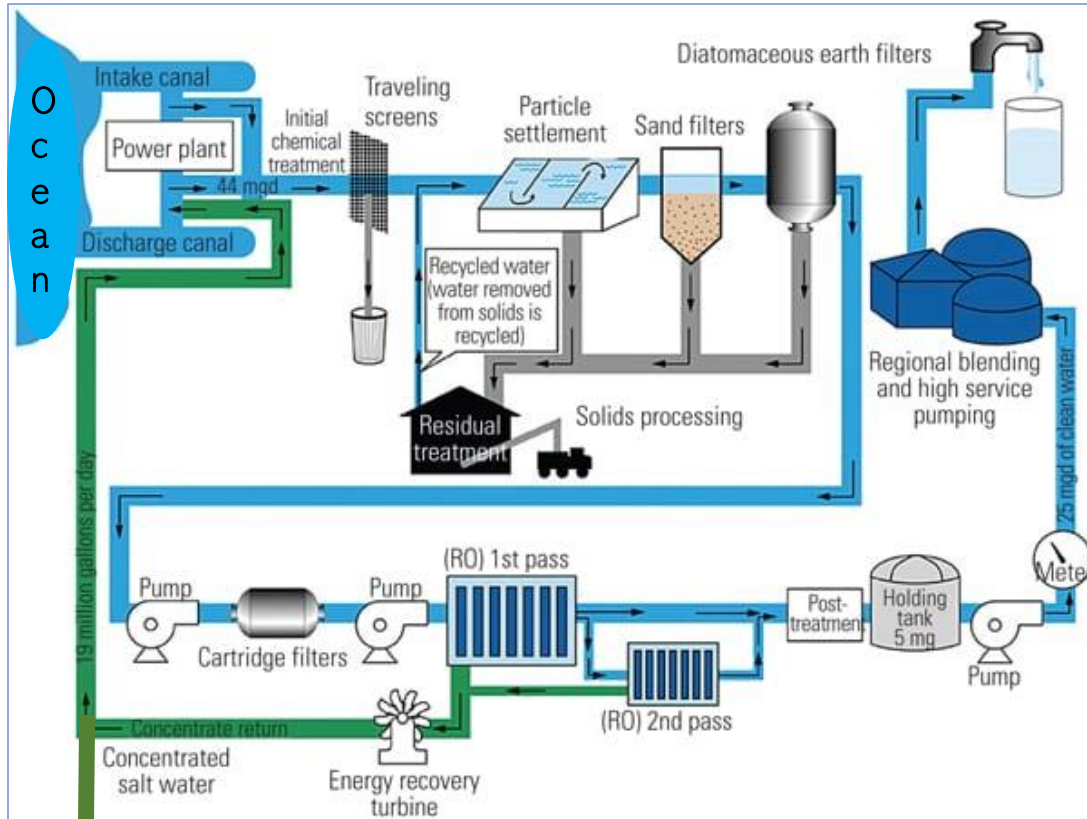 Ocean
Intake canal
Power plant
44 mgd
Discharge canal
Initial
chemical
treatment
Traveling
screens
Particle
settlement
Sand filters
Diatomaceous earth filters
Recycled water
(water removed
from solids is
recycled)
Residual
treatment
Solids processing
Regional blending
and high service
pumping
19 million gallons per day
25 mgd of clean water
Pump
Cartridge filters
Pump
(RO) 1st pass
(RO) 2nd pass
Post-
treatment
Holding
tank
5 mg
Pump
Mete
Concentrate return
Concentrated
salt water
Energy recovery
turbine